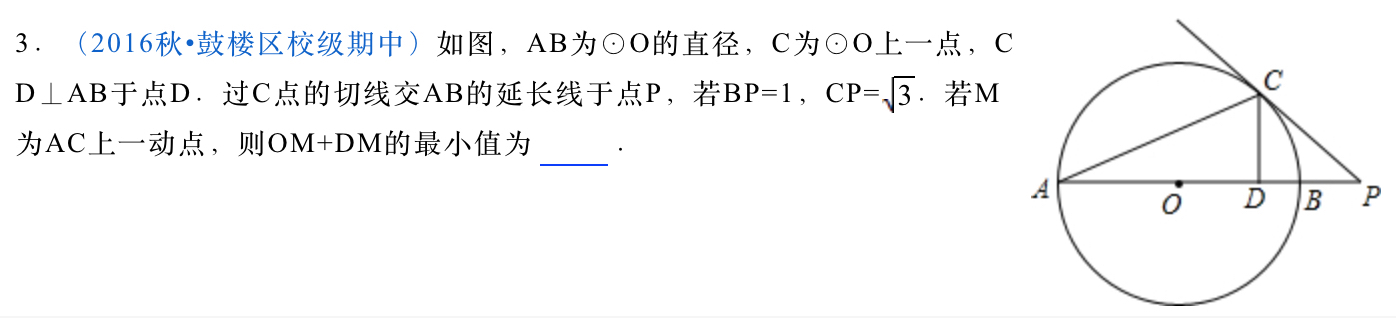 3．（2016秋•鼓楼区校级期中）如图，AB为⊙O的直径，C为⊙O上一点，C
D⊥AB于点D．过C点的切线交AB的延长线于点P，若BP=1，CP=√3．若M
为AC上一动点，则OM+DM的最小值为 ____ ．
C
A
O
D
B
P